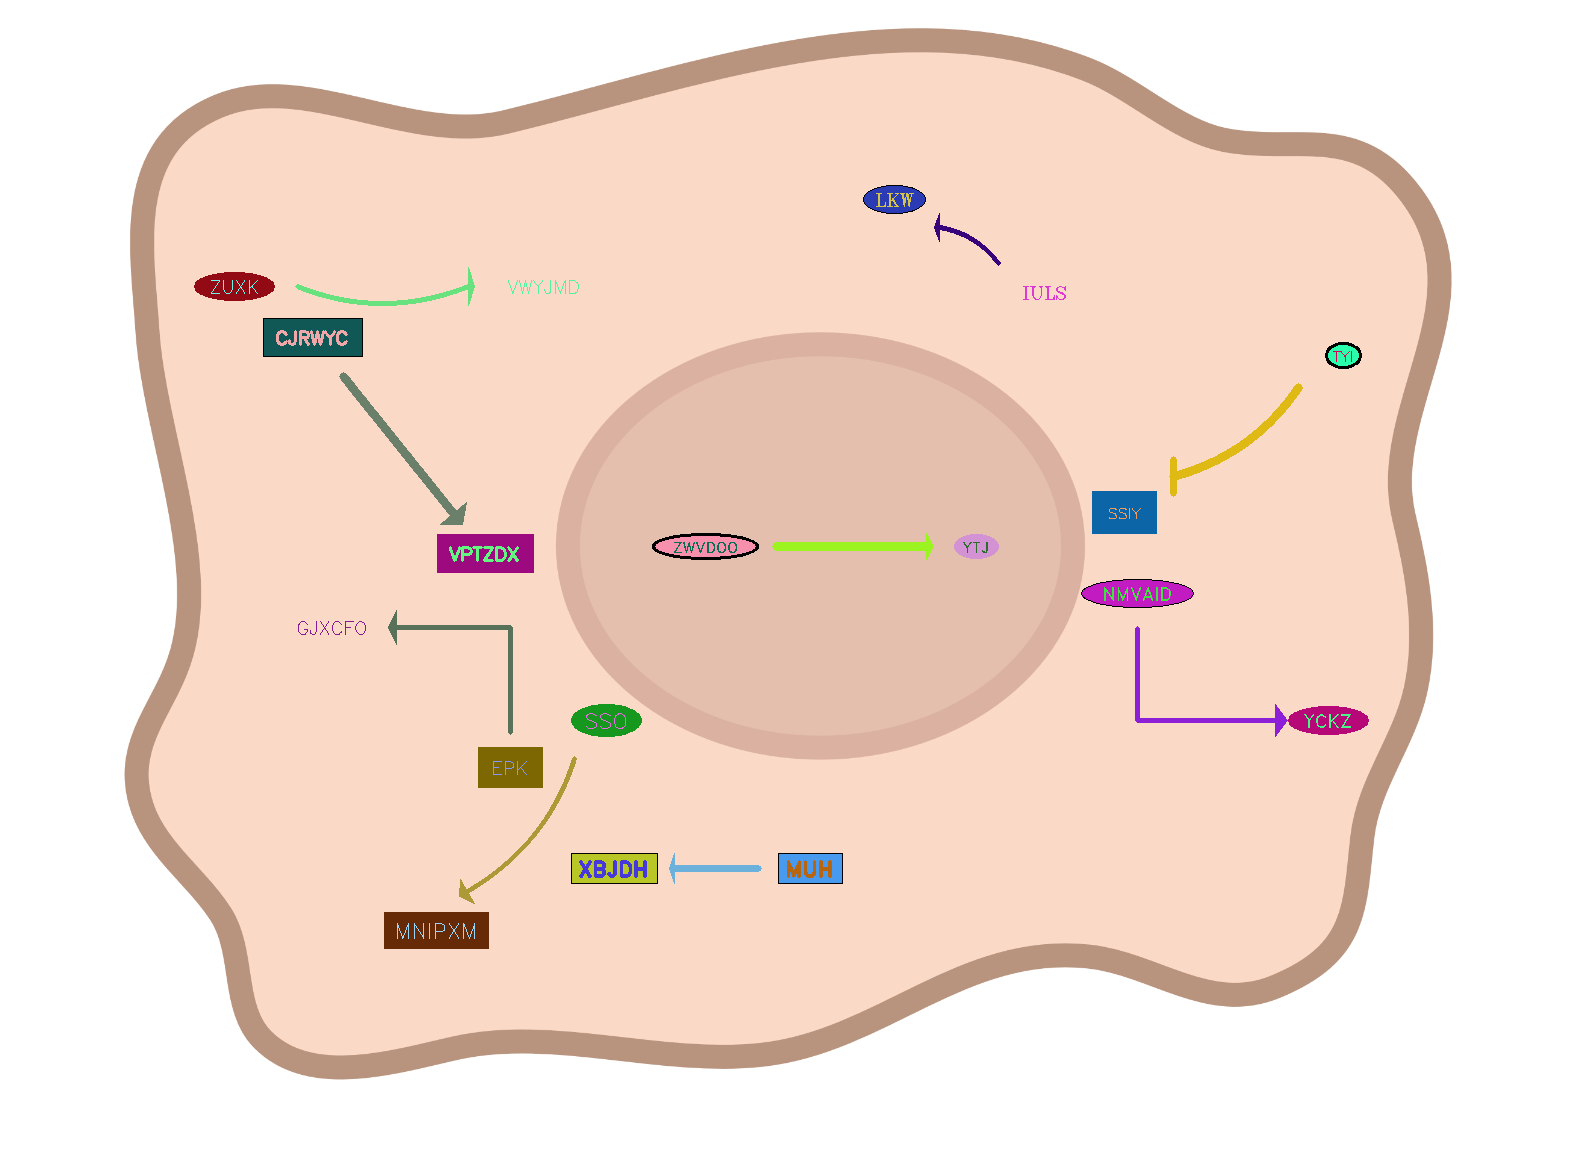 LKW
ZUXK
VWYJMD
IULS
CJRWYC
TYI
SSIY
VPTZDX
ZWVDOO
YTJ
NMVAID
GJXCFO
SSO
YCKZ
EPK
XBJDH
MUH
MNIPXM